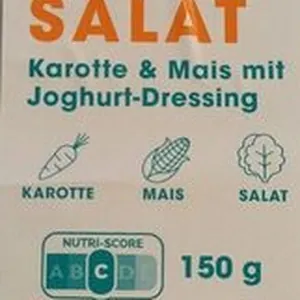 SALAT
Karotte & Mais mit
Joghurt-Dressing
KAROTTE MAIS SALAT
NUTRI-SCORE
A B C D E
150 g